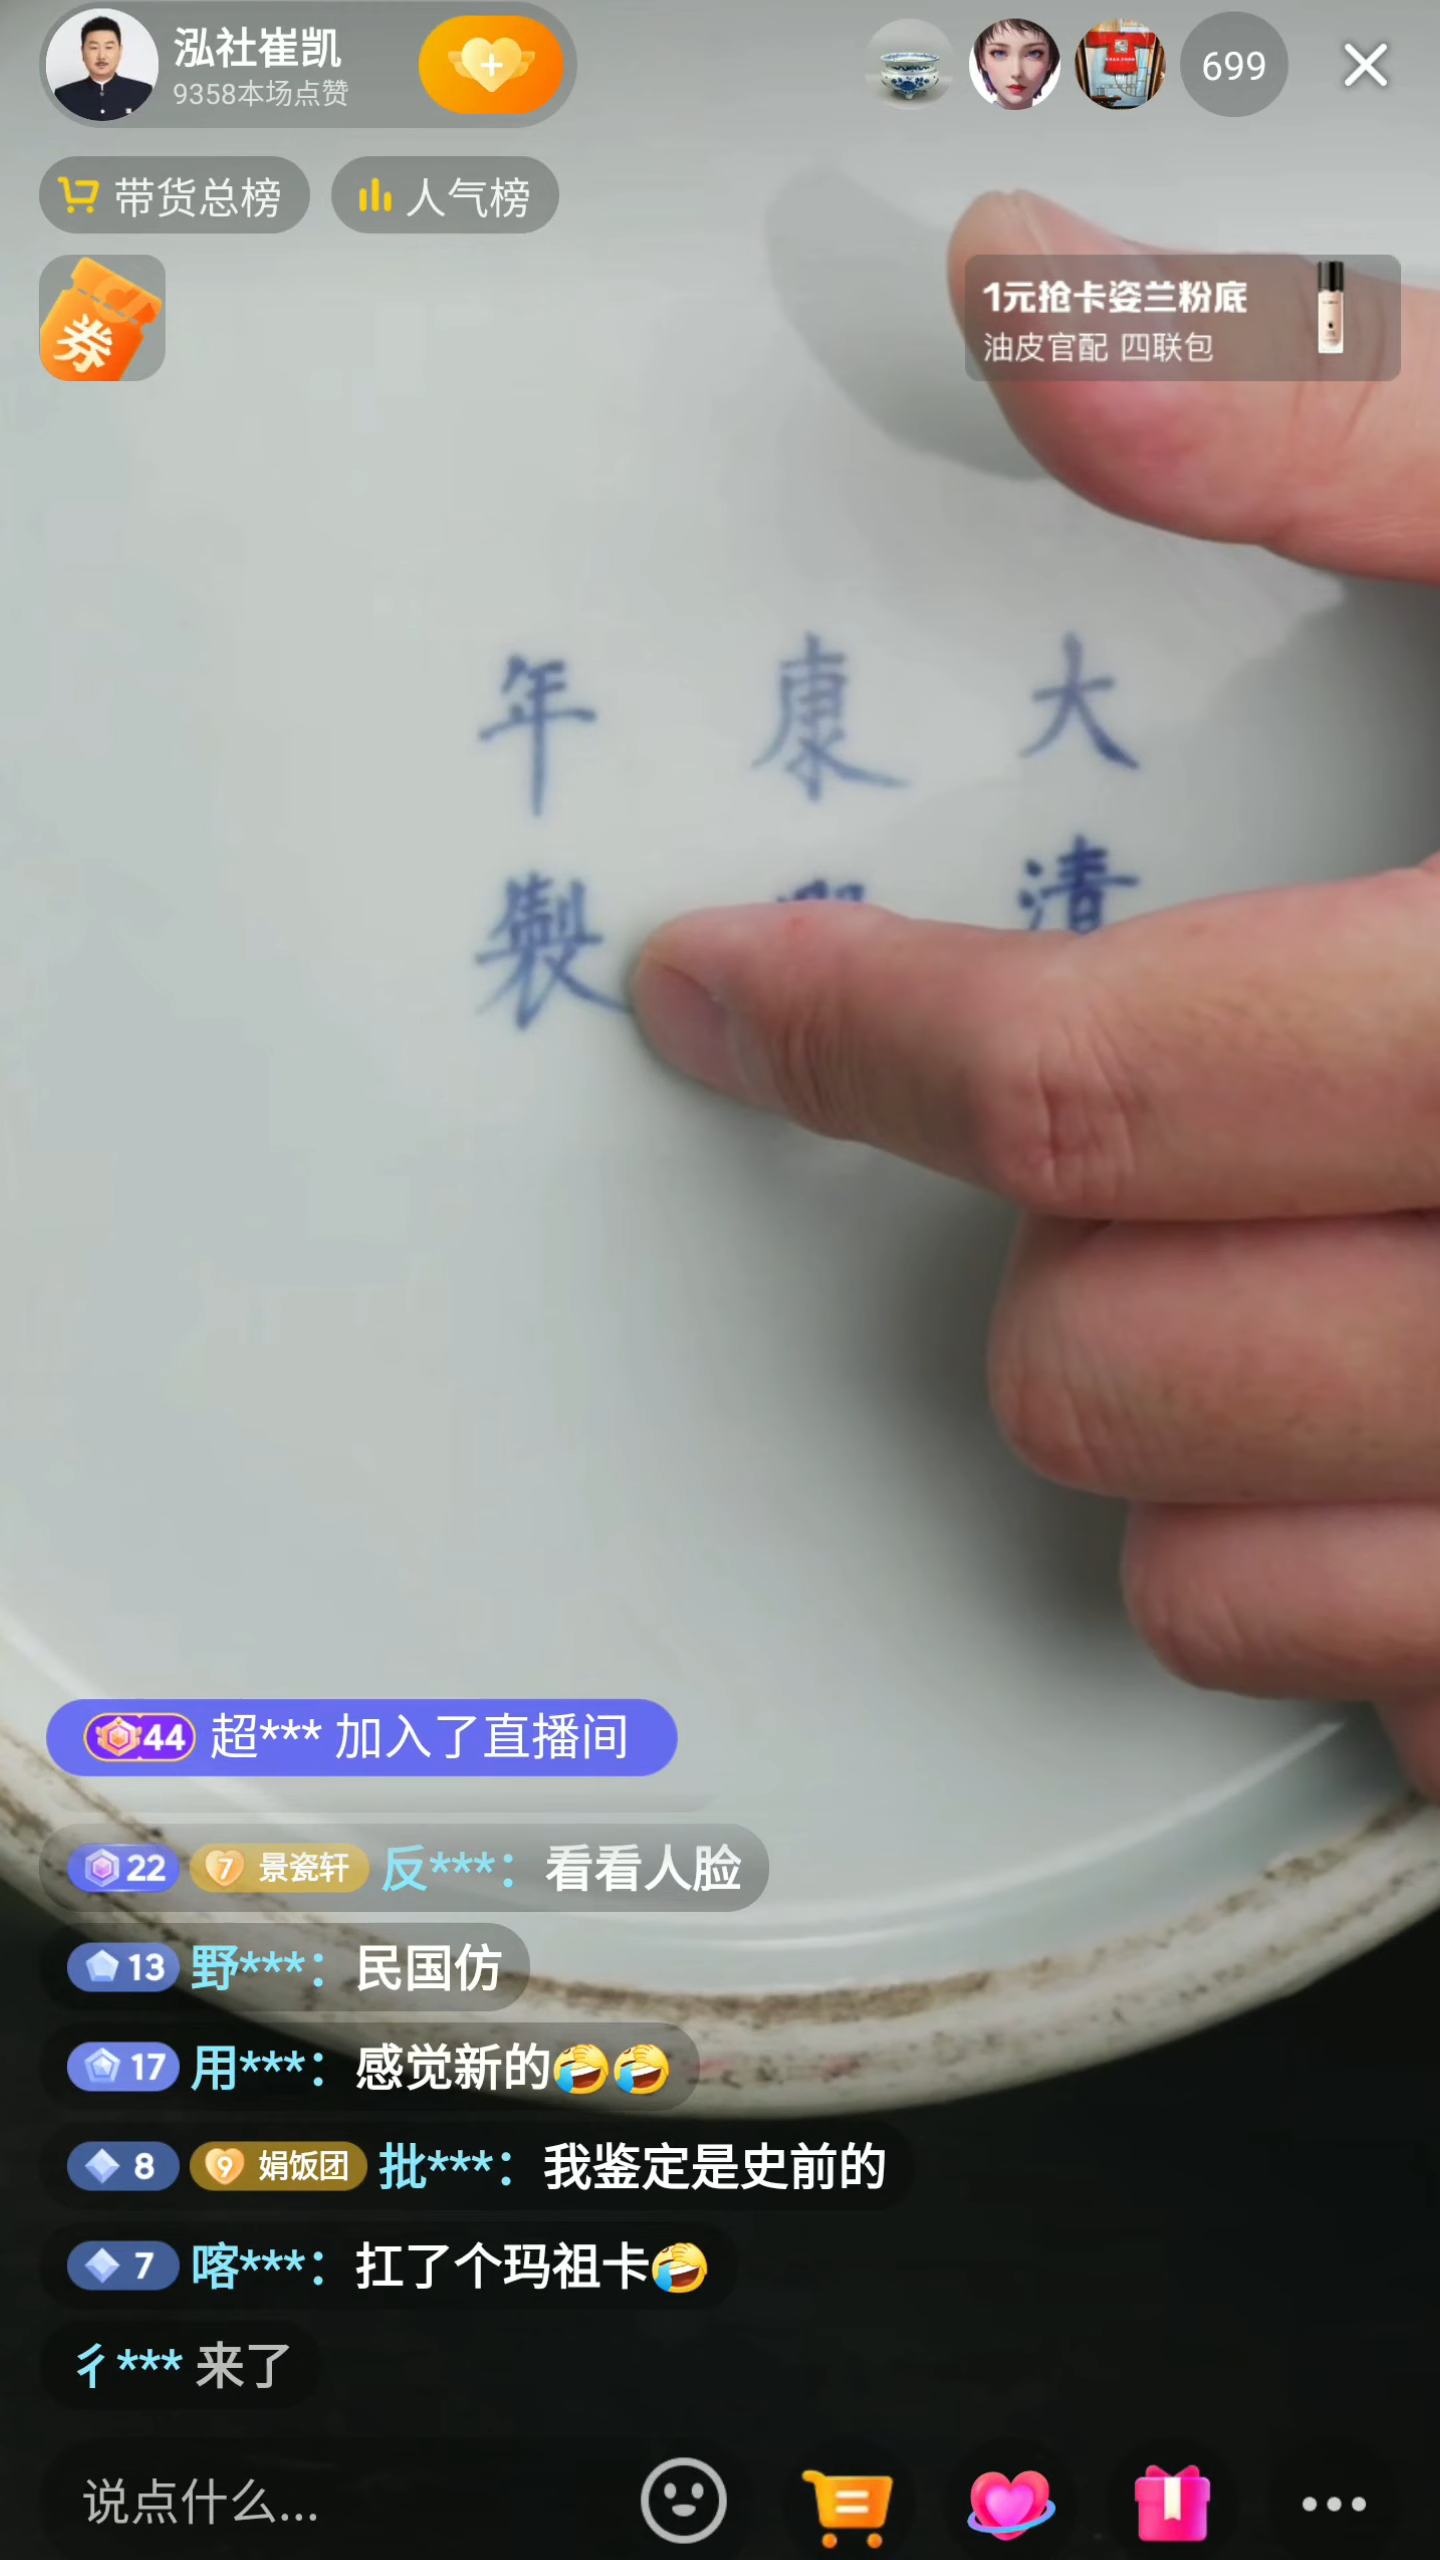 泓社崔凯
9358本场点赞
699
带货总榜
人气榜
券
1元抢卡姿兰粉底
油皮官配 四联包
年 康 大
製 清
44 超*** 加入了直播间
22 7 景瓷轩 反***：看看人脸
13 野***：民国仿
17 用***：感觉新的🤣🤣
8 9 娟饭团 批***：我鉴定是史前的
7 喀***：扛了个玛祖卡🤣
彳*** 来了
说点什么...